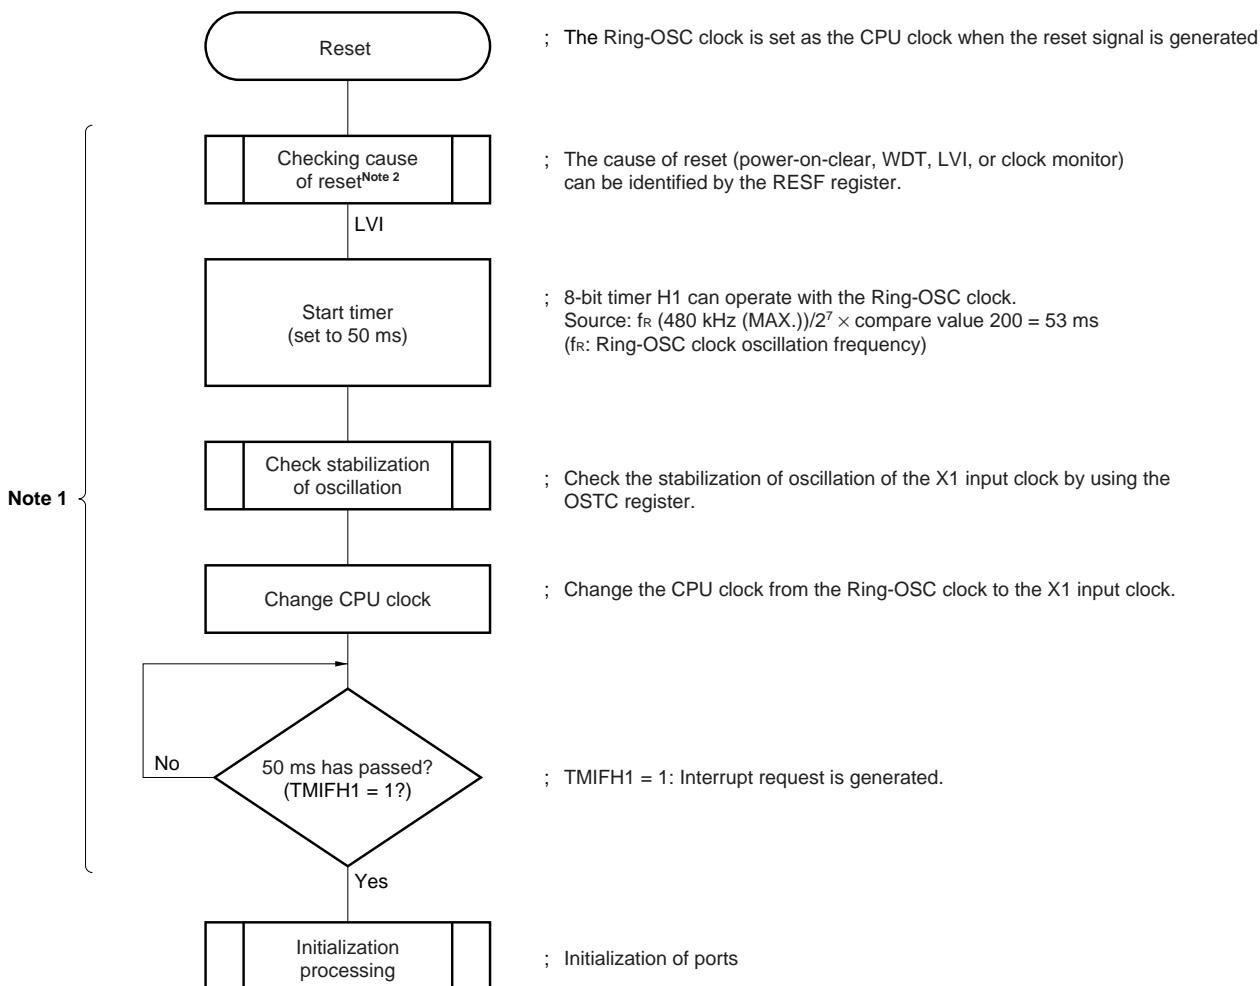 Reset
; The Ring-OSC clock is set as the CPU clock when the reset signal is generated
Checking cause
of reset Note 2
; The cause of reset (power-on-clear, WDT, LVI, or clock monitor)
can be identified by the RESF register.
LVI
Start timer
(set to 50 ms)
; 8-bit timer H1 can operate with the Ring-OSC clock.
Source: fR (480 kHz (MAX.))/2⁷ × compare value 200 = 53 ms
(fR: Ring-OSC clock oscillation frequency)
Note 1
Check stabilization
of oscillation
; Check the stabilization of oscillation of the X1 input clock by using the
OSTC register.
Change CPU clock
; Change the CPU clock from the Ring-OSC clock to the X1 input clock.
No
50 ms has passed?
(TMIFH1 = 1?)
; TMIFH1 = 1: Interrupt request is generated.
Yes
Initialization
processing
; Initialization of ports